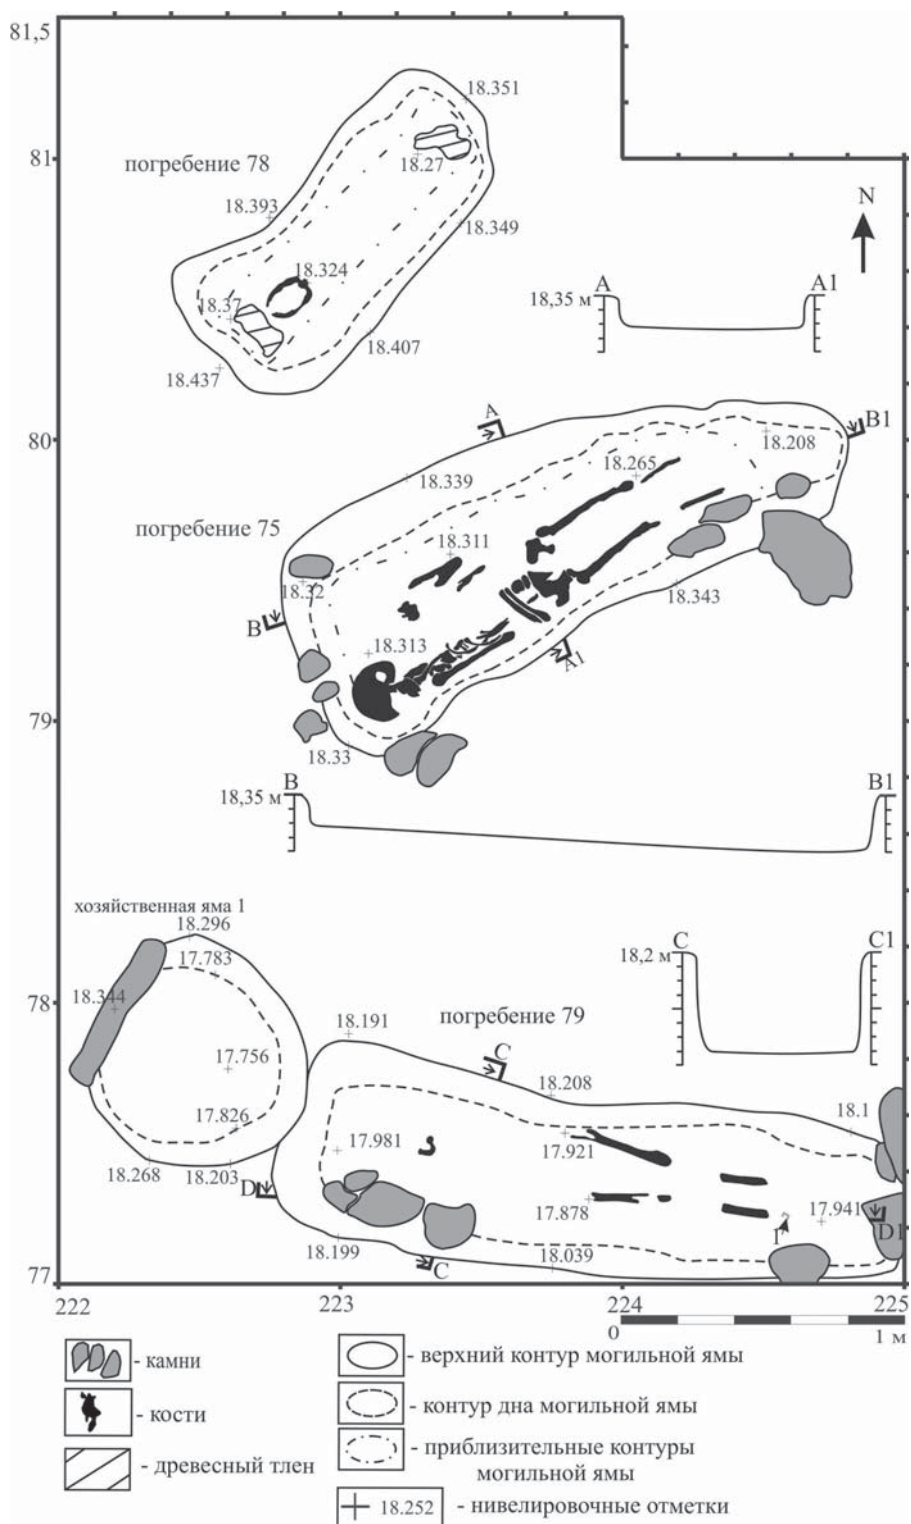 81,5
18.351
81
18.27
погребение 78
18.393
18.349
N
18.324
18.37
A A1
18,35 м
18.407
18.437
A
80
B1
18.208
18.265
18.339
погребение 75
18.311
18.32
18.343
B
A1
18.313
79
18.33
B B1
18,35 м
хозяйственная яма 1
18.296
17.783
C C1
18,2 м
78
18.344
18.191
погребение 79
C
17.756
18.208
18.1
17.826
17.981
17.921
18.268
18.203
D
17.878
17.941
1
D1
18.199
C
18.039
77
222 223 224 225
0 1 м
- камни
- кости
- древесный тлен
- верхний контур могильной ямы
- контур дна могильной ямы
- приблизительные контуры
могильной ямы
18.252 - нивелировочные отметки